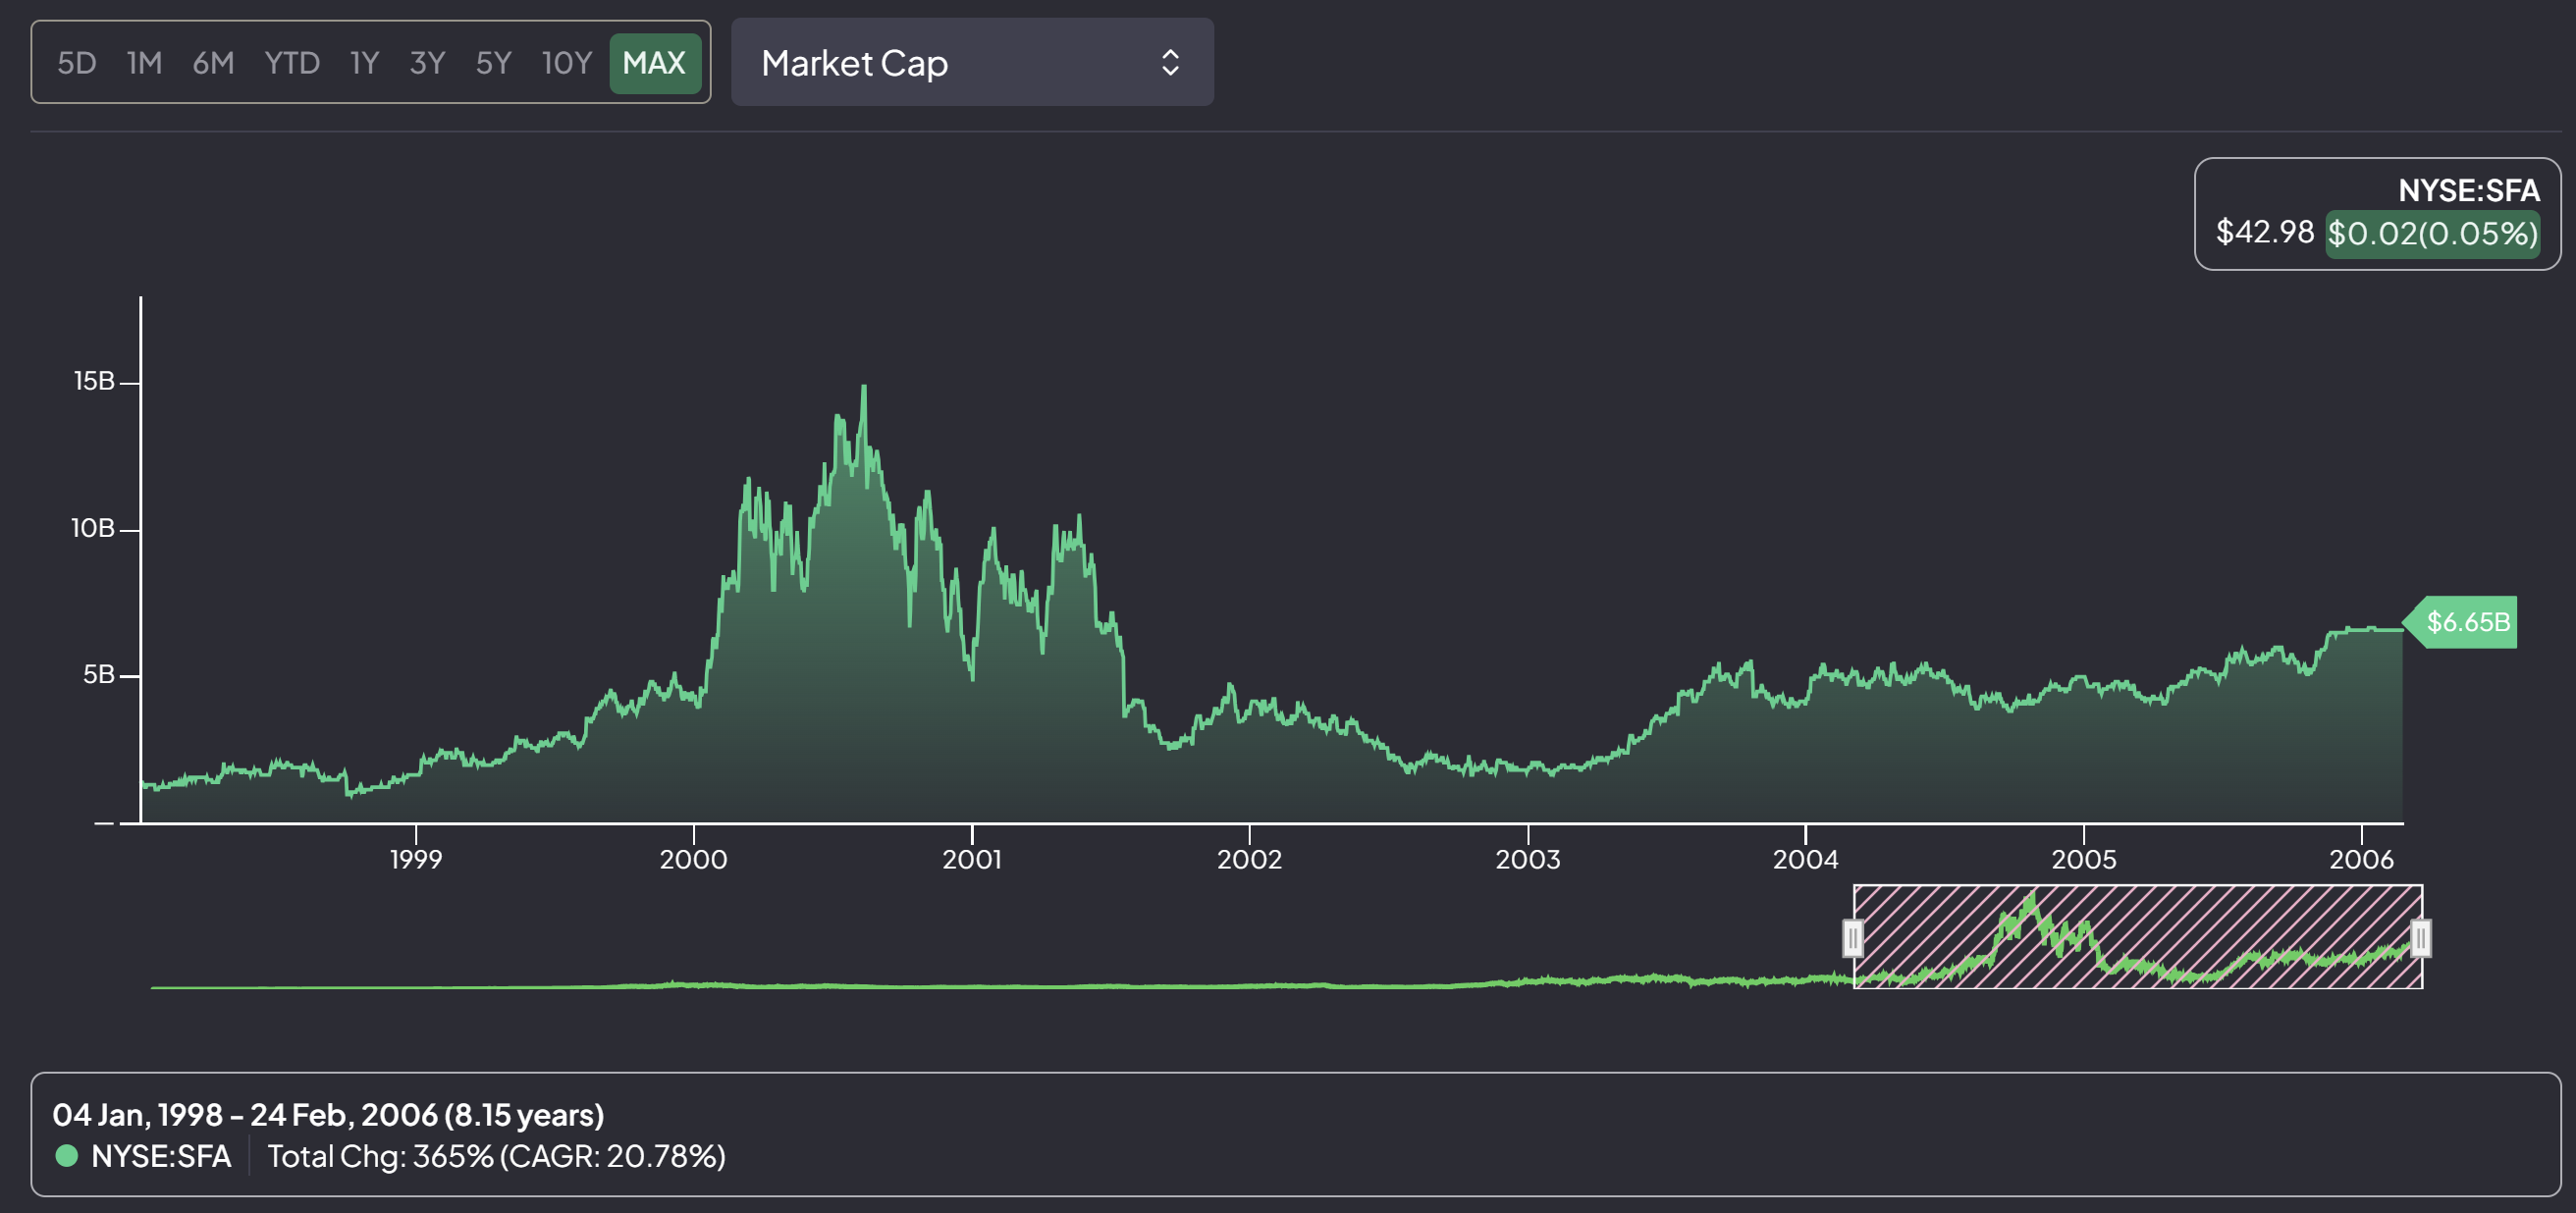 5D 1M 6M YTD 1Y 3Y 5Y 10Y MAX Market Cap
NYSE:SFA
$42.98 $0.02(0.05%)
15B
10B
5B
$6.65B
—
1999 2000 2001 2002 2003 2004 2005 2006
04 Jan, 1998 - 24 Feb, 2006 (8.15 years)
NYSE:SFA Total Chg: 365% (CAGR: 20.78%)